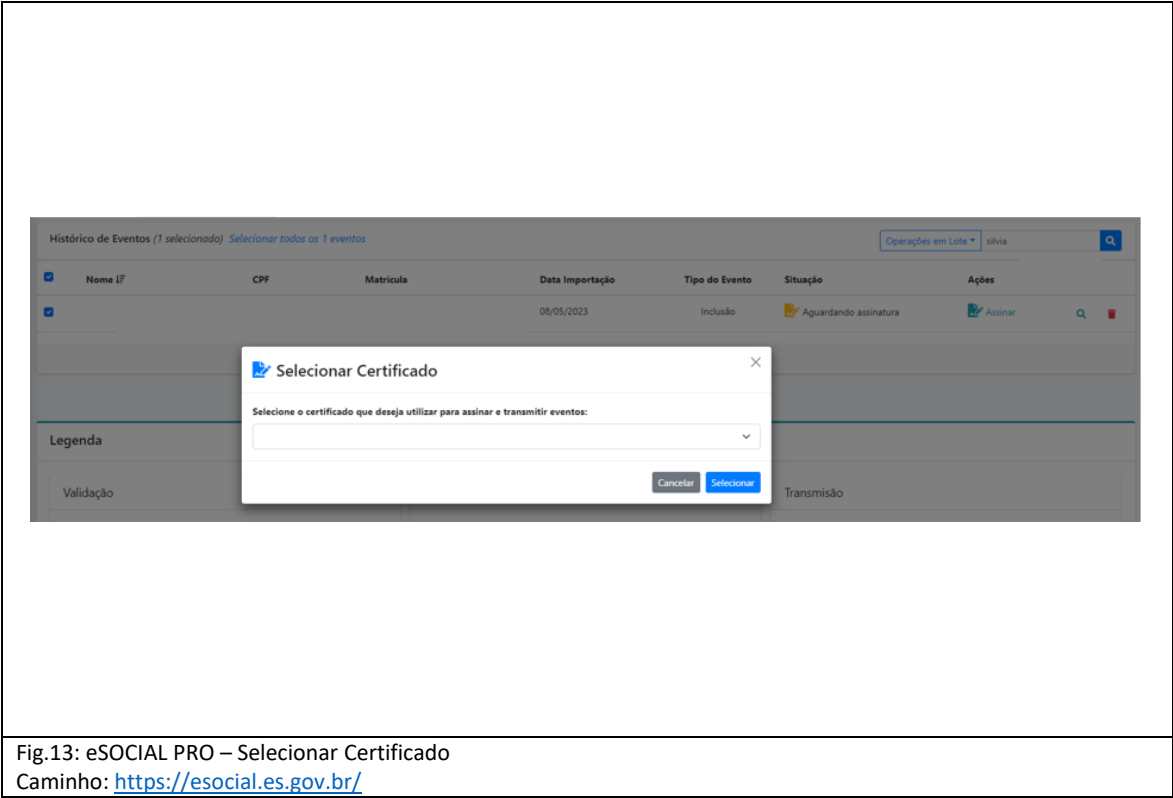 Histórico de Eventos (1 selecionado) Selecionar todos os 1 eventos Operações em Lote silvia
Nome CPF Matrícula Data Importação Tipo do Evento Situação Ações
08/05/2023 Inclusão Aguardando assinatura Assinar
Selecionar Certificado
Selecione o certificado que deseja utilizar para assinar e transmitir eventos:
Legenda
Cancelar Selecionar
Validação Transmisão
Fig.13: eSOCIAL PRO – Selecionar Certificado
Caminho: https://esocial.es.gov.br/